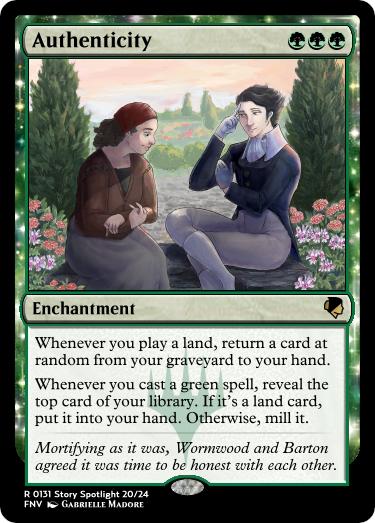 Authenticity
Enchantment
Whenever you play a land, return a card at
random from your graveyard to your hand.
Whenever you cast a green spell, reveal the
top card of your library. If it's a land card,
put it into your hand. Otherwise, mill it.
Mortifying as it was, Wormwood and Barton
agreed it was time to be honest with each other.
R 0131 Story Spotlight 20/24
FNV GABRIELLE MADORE